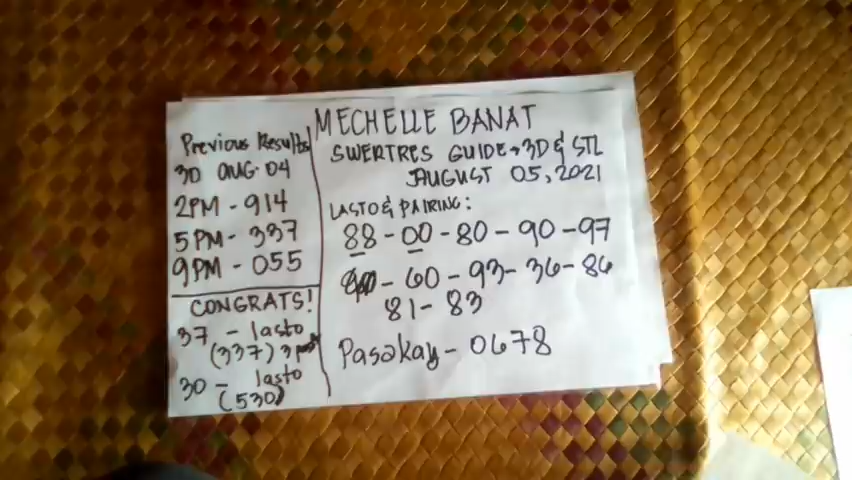 Previous Results
3D AUG. 04
2PM - 914
5PM - 337
9PM - 055
CONGRATS!
37 - lasto
(337)
30 - lasto
(530)
MECHELLE BANAT
SWERTRES GUIDE → 3D & STL
AUGUST 05, 2021
LASTO & PAIRING:
88 - 00 - 80 - 90 - 97
- 60 - 93 - 36 - 86
81 - 83
Pasakay - 0678